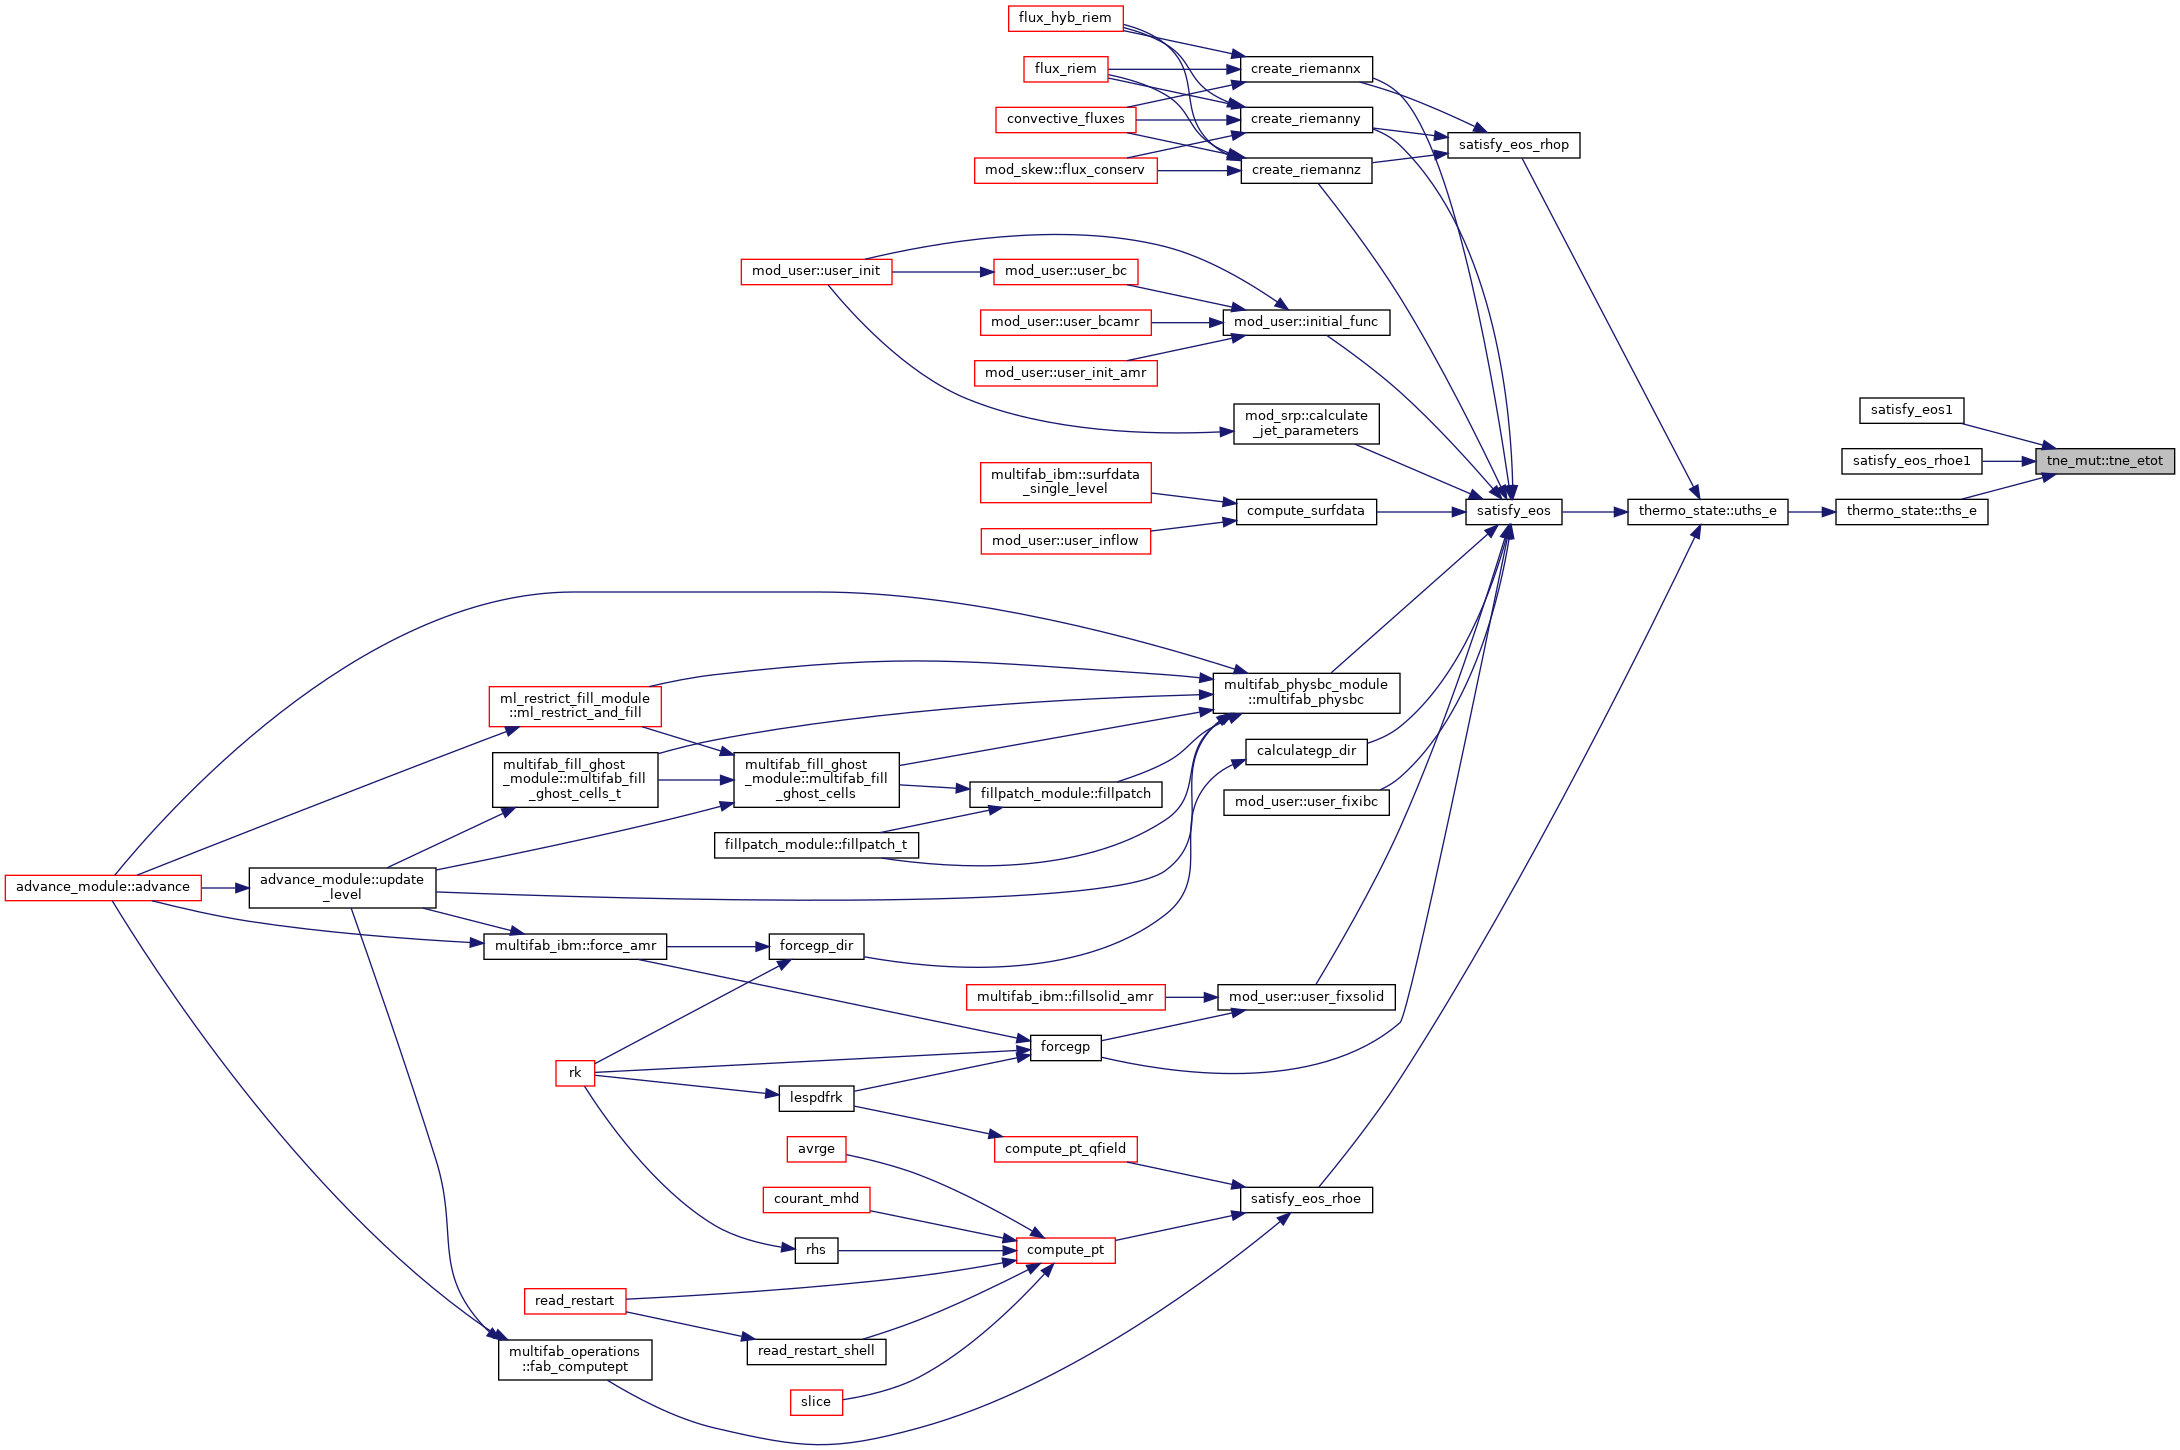 flux_hyb_riem
flux_riem
create_riemannx
convective_fluxes
create_riemanny
satisfy_eos_rhop
mod_skew::flux_conserv
create_riemannz
mod_user::user_init
mod_user::user_bc
mod_user::user_bcamr
mod_user::initial_func
mod_user::user_init_amr
mod_srp::calculate
_jet_parameters
satisfy_eos1
satisfy_eos_rhoe1
tne_mut::tne_etot
multifab_ibm::surfdata
_single_level
compute_surfdata
satisfy_eos
thermo_state::uths_e
thermo_state::ths_e
mod_user::user_inflow
multifab_physbc_module
::multifab_physbc
ml_restrict_fill_module
::ml_restrict_and_fill
calculategp_dir
multifab_fill_ghost
_module::multifab_fill
_ghost_cells_t
multifab_fill_ghost
_module::multifab_fill
_ghost_cells
fillpatch_module::fillpatch
mod_user::user_fixibc
fillpatch_module::fillpatch_t
advance_module::advance
advance_module::update
_level
multifab_ibm::force_amr
forcegp_dir
multifab_ibm::fillsolid_amr
mod_user::user_fixsolid
forcegp
rk
lespdfrk
avrge
compute_pt_qfield
courant_mhd
satisfy_eos_rhoe
rhs
compute_pt
read_restart
read_restart_shell
multifab_operations
::fab_computept
slice